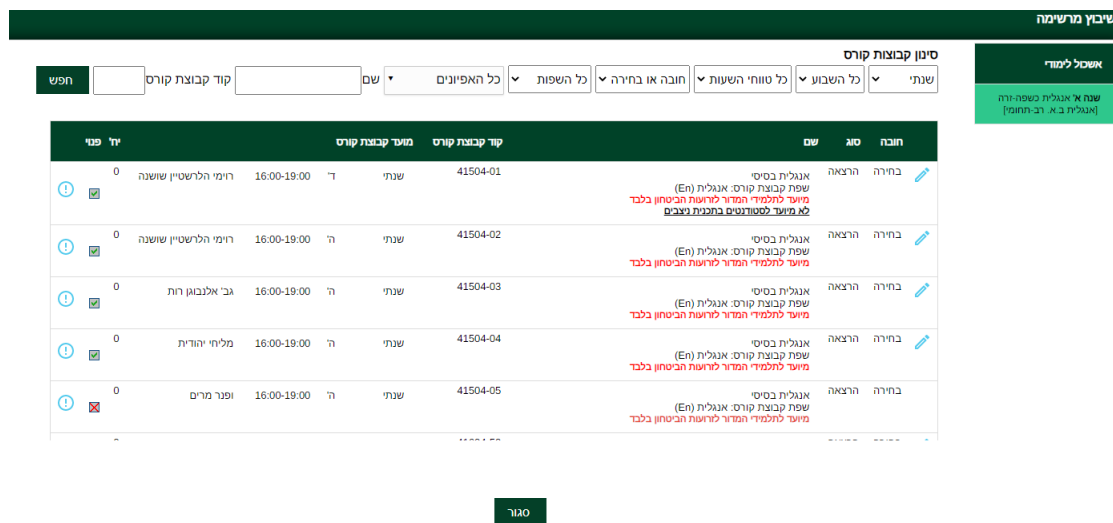 שיבוץ מרשימה
אשכול לימודי
שנה א' אנגלית כשפה-זרה
[אנגלית ב.א. רב-תחומי]
סינון קבוצות קורס
שנתי כל השבוע כל טווחי השעות חובה או בחירה כל השפות כל האפיונים שם קוד קבוצת קורס חפש
חובה סוג שם קוד קבוצת קורס מועד קבוצת קורס יח' פנוי
בחירה הרצאה אנגלית בסיסי 41504-01 שנתי ד' 16:00-19:00 רוימי הלרשטיין שושנה 0
שפת קבוצת קורס: אנגלית (En)
מיועד לתלמידי המדור לזרועות הביטחון בלבד
לא מיועד לסטודנטים בתכנית ניצבים
בחירה הרצאה אנגלית בסיסי 41504-02 שנתי ה' 16:00-19:00 רוימי הלרשטיין שושנה 0
שפת קבוצת קורס: אנגלית (En)
מיועד לתלמידי המדור לזרועות הביטחון בלבד
בחירה הרצאה אנגלית בסיסי 41504-03 שנתי ה' 16:00-19:00 גב' אלנבוגן רות 0
שפת קבוצת קורס: אנגלית (En)
מיועד לתלמידי המדור לזרועות הביטחון בלבד
בחירה הרצאה אנגלית בסיסי 41504-04 שנתי ה' 16:00-19:00 מליחי יהודית 0
שפת קבוצת קורס: אנגלית (En)
מיועד לתלמידי המדור לזרועות הביטחון בלבד
בחירה הרצאה אנגלית בסיסי 41504-05 שנתי ה' 16:00-19:00 ופנר מרים 0
שפת קבוצת קורס: אנגלית (En)
מיועד לתלמידי המדור לזרועות הביטחון בלבד
סגור